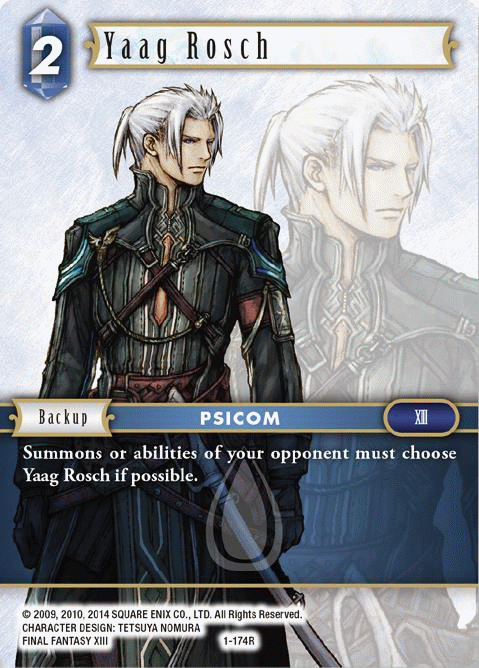 2
Yaag Rosch
Backup
PSICOM
XIII
Summons or abilities of your opponent must choose
Yaag Rosch if possible.
© 2009, 2010, 2014 SQUARE ENIX CO., LTD. All Rights Reserved.
CHARACTER DESIGN: TETSUYA NOMURA
FINAL FANTASY XIII
1-174R